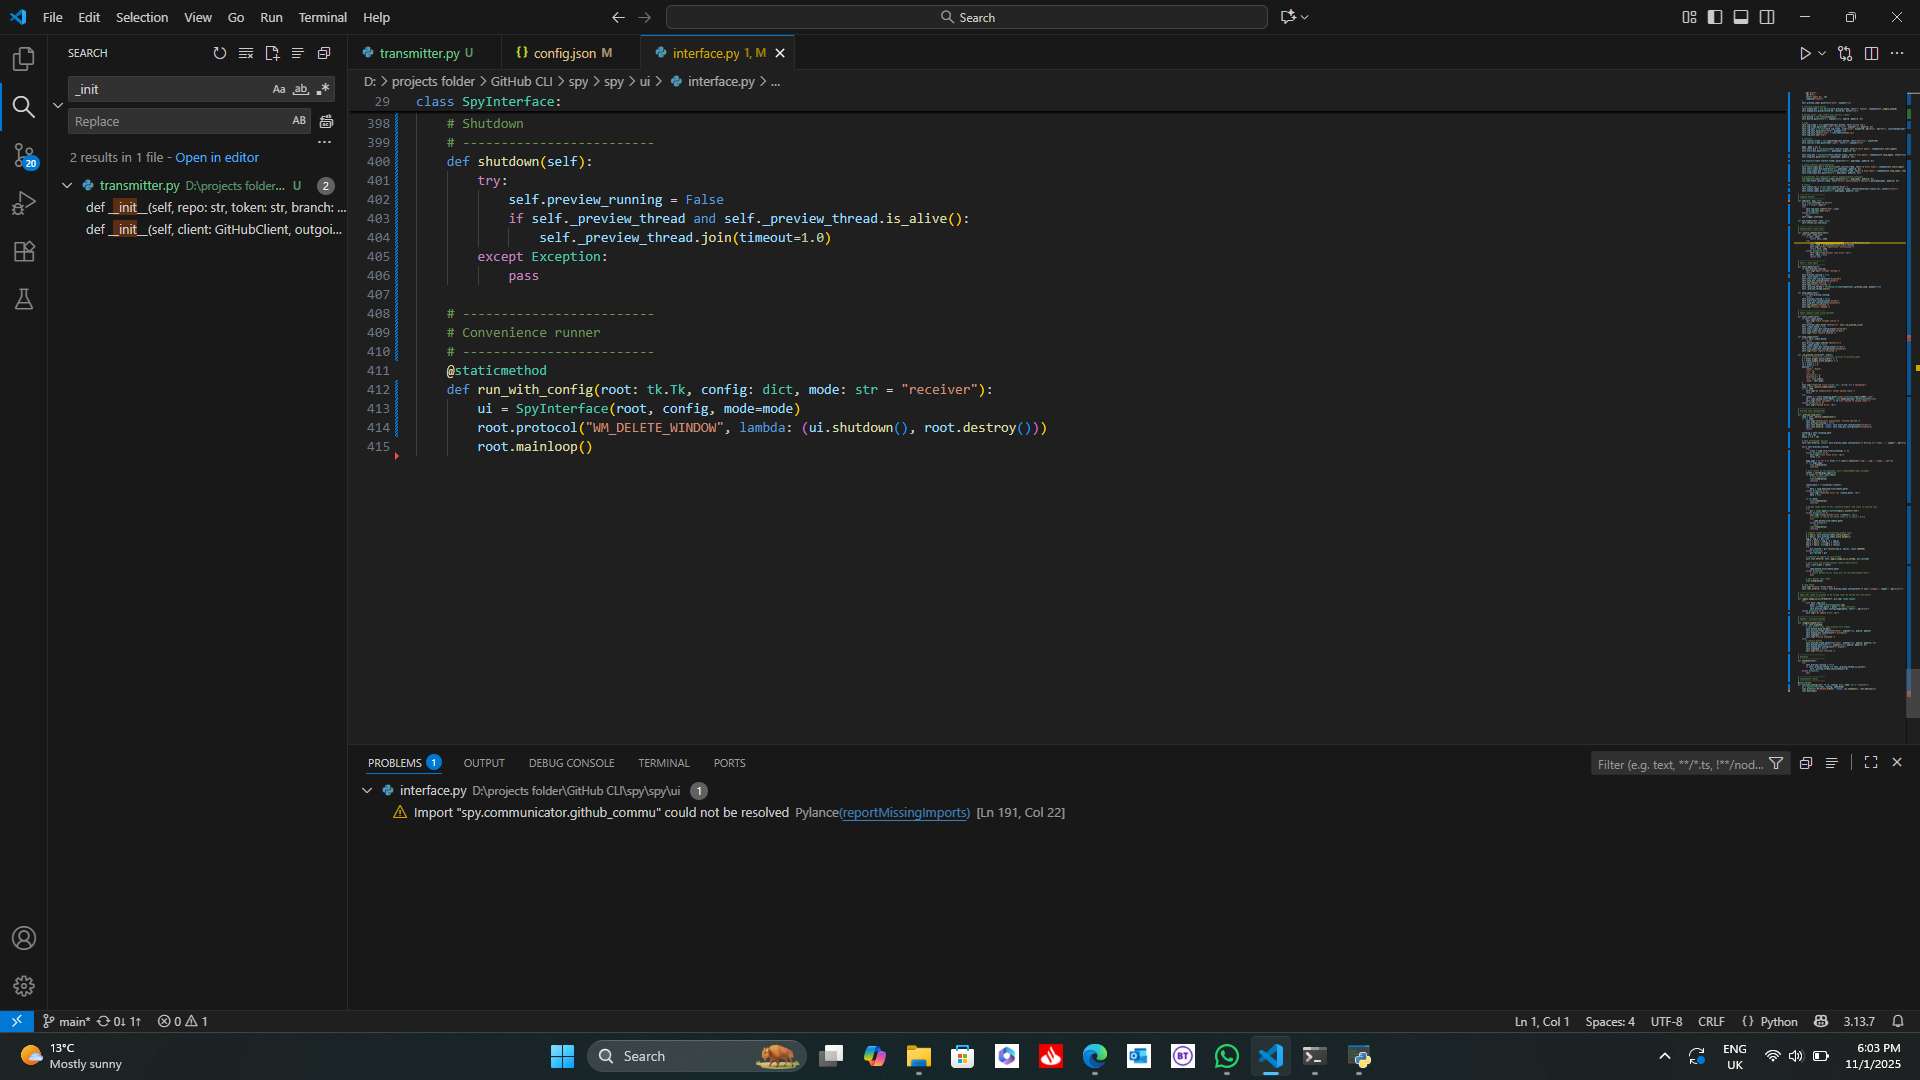 File Edit Selection View Go Run Terminal Help
Search
SEARCH
transmitter.py U
{} config.json M
interface.py 1, M
_init
Aa ab .*
Replace
AB
2 results in 1 file - Open in editor
transmitter.py D:\projects folder... U 2
def __init__(self, repo: str, token: str, branch: ...
def __init__(self, client: GitHubClient, outgoi...
D: > projects folder > GitHub CLI > spy > spy > ui > interface.py > ...
29 class SpyInterface:
398 # Shutdown
399 # -------------------------
400 def shutdown(self):
401 try:
402 self.preview_running = False
403 if self._preview_thread and self._preview_thread.is_alive():
404 self._preview_thread.join(timeout=1.0)
405 except Exception:
406 pass
407
408 # -------------------------
409 # Convenience runner
410 # -------------------------
411 @staticmethod
412 def run_with_config(root: tk.Tk, config: dict, mode: str = "receiver"):
413 ui = SpyInterface(root, config, mode=mode)
414 root.protocol("WM_DELETE_WINDOW", lambda: (ui.shutdown(), root.destroy()))
415 root.mainloop()
20
PROBLEMS 1 OUTPUT DEBUG CONSOLE TERMINAL PORTS
Filter (e.g. text, **/*.ts, !**/nod...
interface.py D:\projects folder\GitHub CLI\spy\spy\ui 1
Import "spy.communicator.github_commu" could not be resolved Pylance(reportMissingImports) [Ln 191, Col 22]
main* 0↓ 1↑ 0 1
Ln 1, Col 1 Spaces: 4 UTF-8 CRLF {} Python 3.13.7
13°C
Mostly sunny
Search
BT
ENG
UK
6:03 PM
11/1/2025